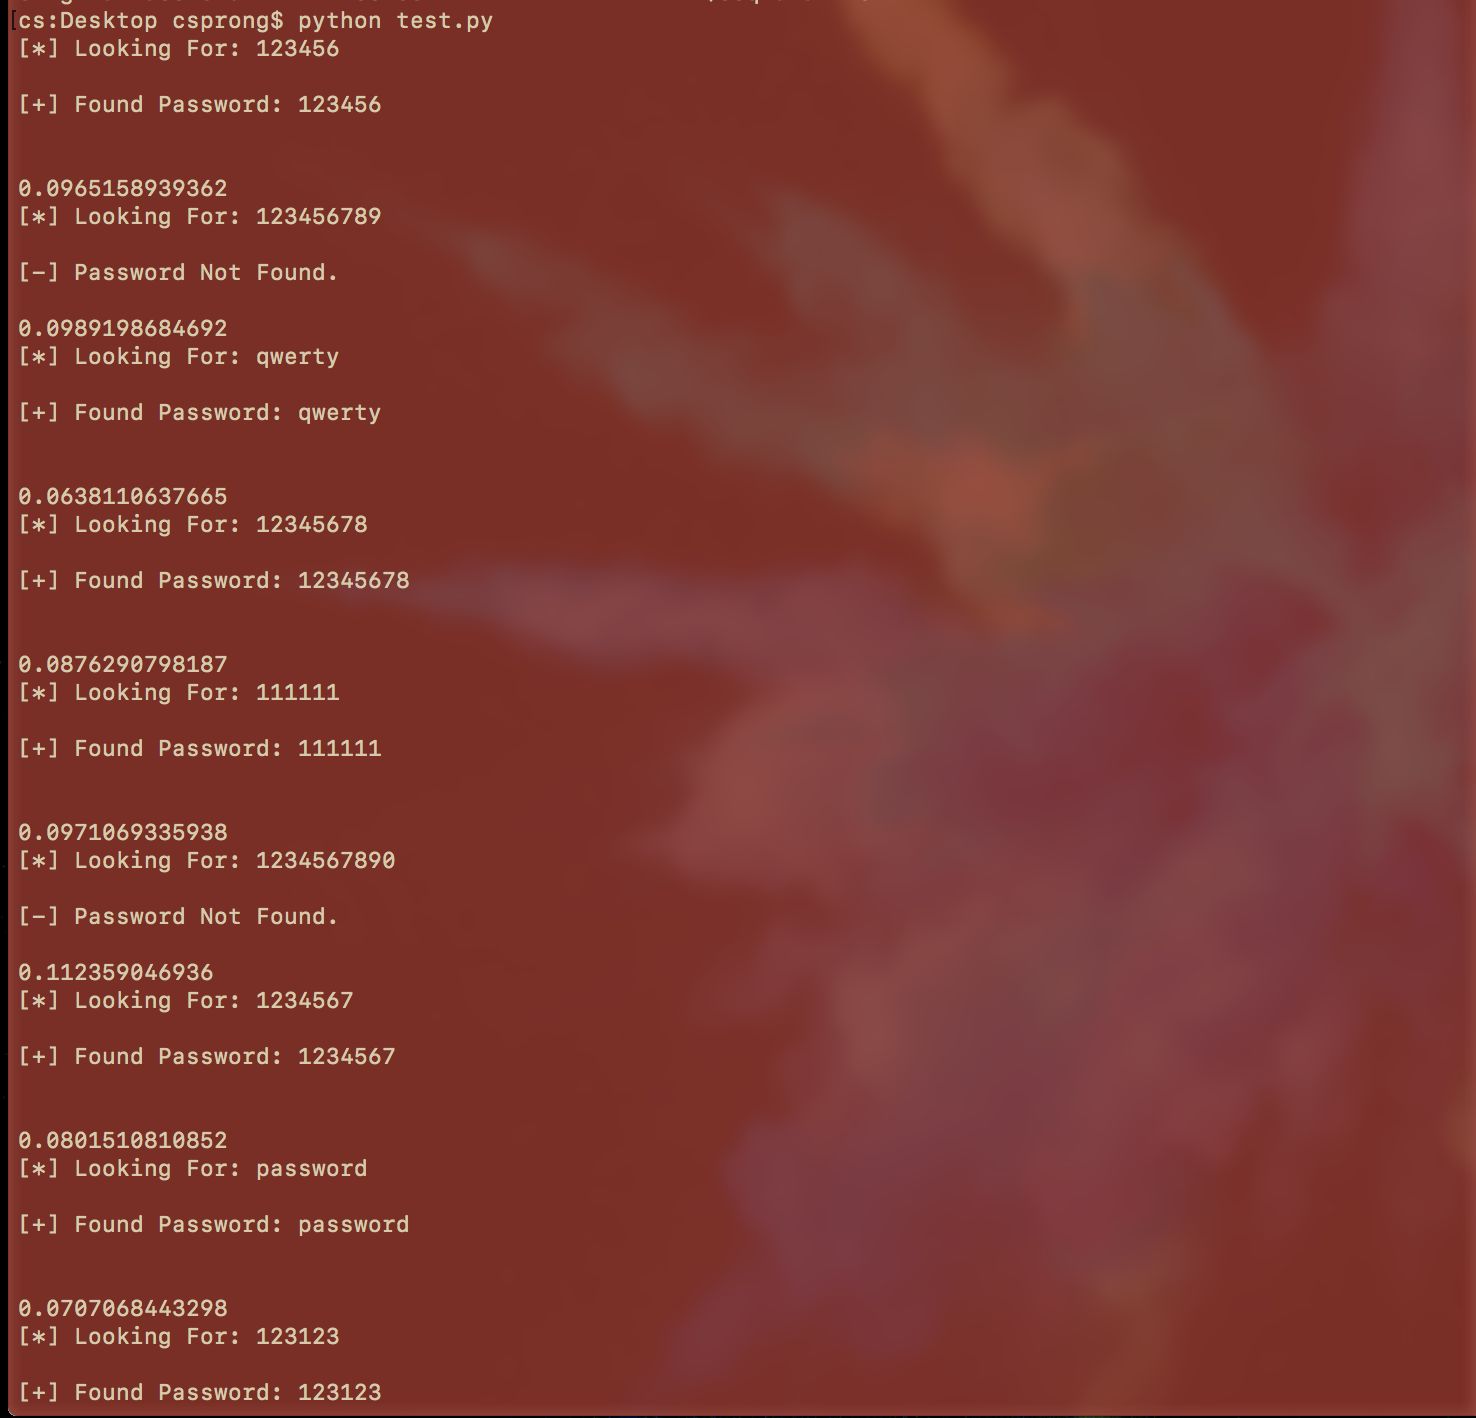 [cs:Desktop csprong$ python test.py
[*] Looking For: 123456
[+] Found Password: 123456
0.0965158939362
[*] Looking For: 123456789
[-] Password Not Found.
0.0989198684692
[*] Looking For: qwerty
[+] Found Password: qwerty
0.0638110637665
[*] Looking For: 12345678
[+] Found Password: 12345678
0.0876290798187
[*] Looking For: 111111
[+] Found Password: 111111
0.0971069335938
[*] Looking For: 1234567890
[-] Password Not Found.
0.112359046936
[*] Looking For: 1234567
[+] Found Password: 1234567
0.0801510810852
[*] Looking For: password
[+] Found Password: password
0.0707068443298
[*] Looking For: 123123
[+] Found Password: 123123